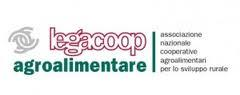 legacoop
agroalimentare
associazione
nazionale
cooperative
agroalimentari
per lo sviluppo rurale